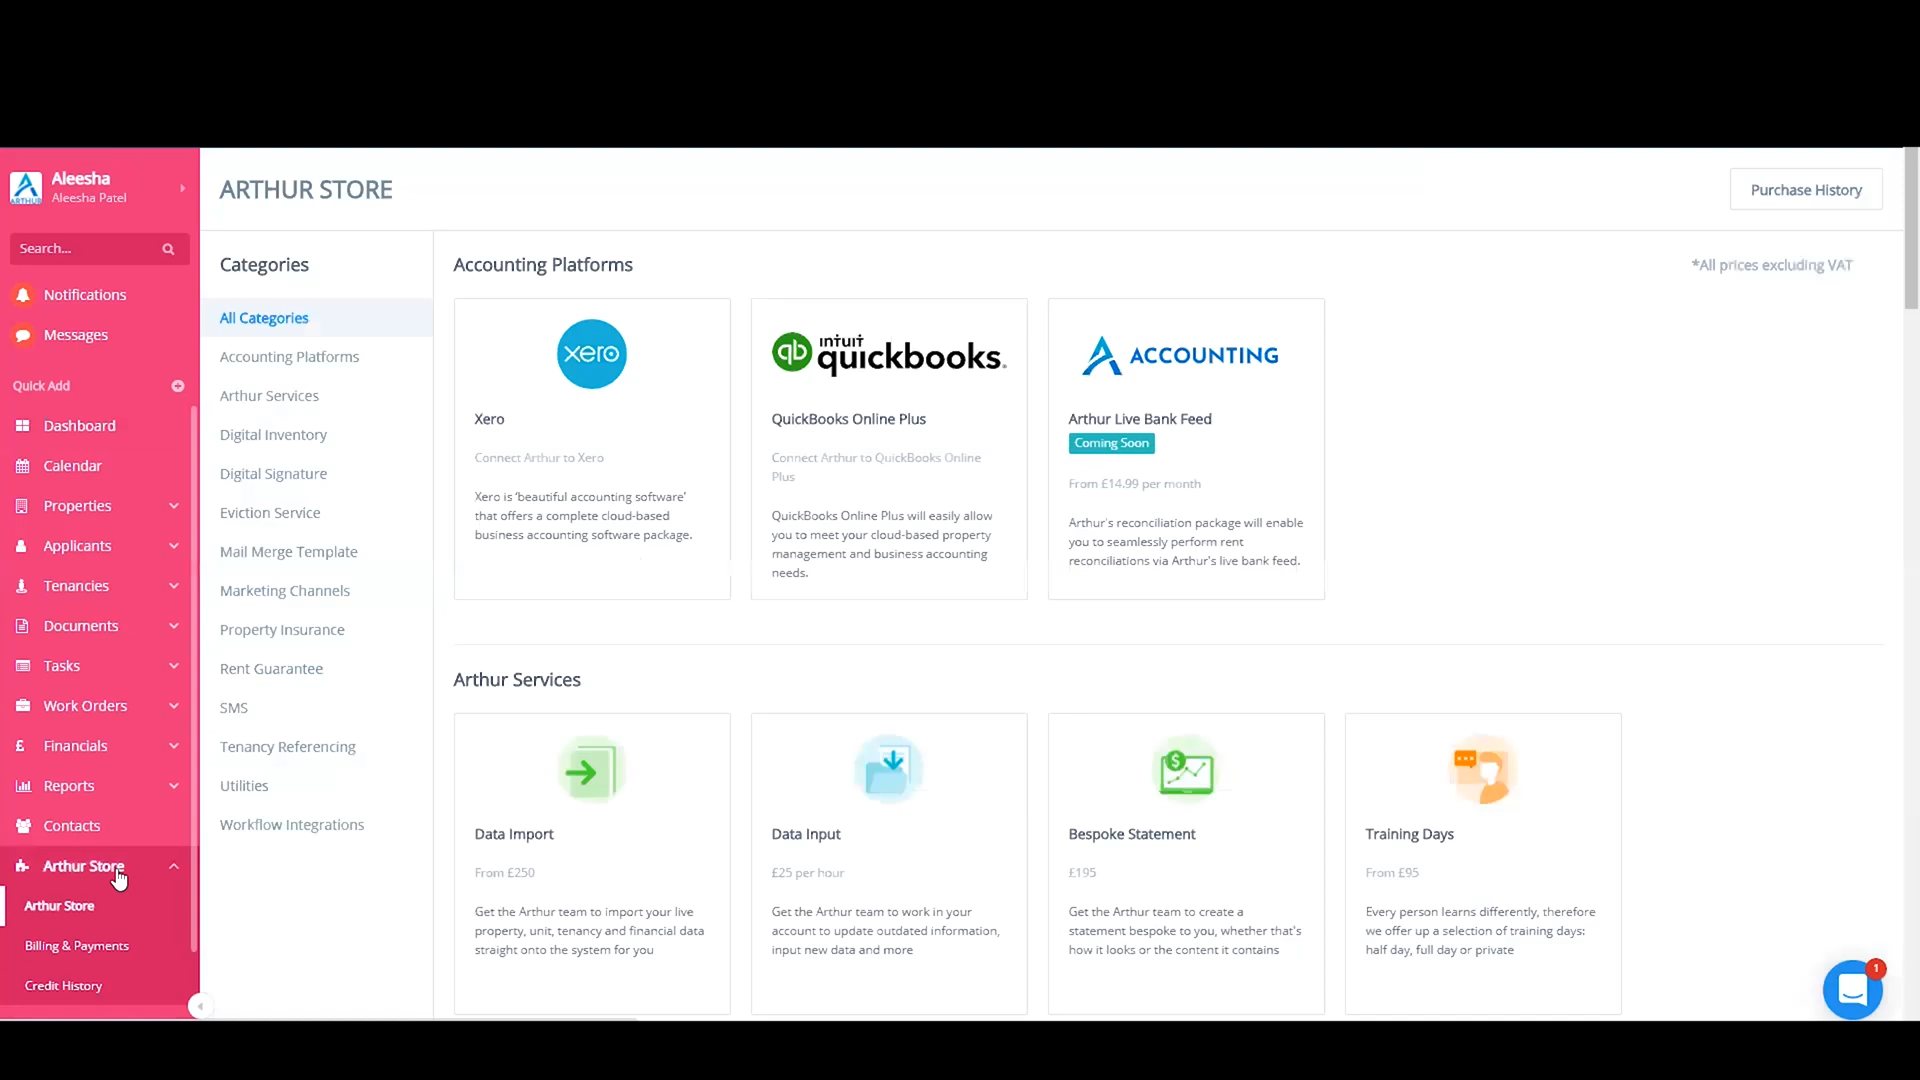 Aleesha
Aleesha Patel
ARTHUR
Search...
Notifications
Messages
Quick Add
Dashboard
Calendar
Properties
Applicants
Tenancies
Documents
Tasks
Work Orders
Financials
Reports
Contacts
Arthur Store
Arthur Store
Billing & Payments
Credit History
ARTHUR STORE
Purchase History
Categories
All Categories
Accounting Platforms
Arthur Services
Digital Inventory
Digital Signature
Eviction Service
Mail Merge Template
Marketing Channels
Property Insurance
Rent Guarantee
SMS
Tenancy Referencing
Utilities
Workflow Integrations
Accounting Platforms
*All prices excluding VAT
xero
Xero
Connect Arthur to Xero
Xero is ‘beautiful accounting software’
that offers a complete cloud-based
business accounting software package.
qb intuit
quickbooks.
QuickBooks Online Plus
Connect Arthur to QuickBooks Online
Plus
QuickBooks Online Plus will easily allow
you to meet your cloud-based property
management and business accounting
needs.
ACCOUNTING
Arthur Live Bank Feed
Coming Soon
From £14.99 per month
Arthur's reconciliation package will enable
you to seamlessly perform rent
reconciliations via Arthur's live bank feed.
Arthur Services
Data Import
From £250
Get the Arthur team to import your live
property, unit, tenancy and financial data
straight onto the system for you
Data Input
£25 per hour
Get the Arthur team to work in your
account to update outdated information,
input new data and more
Bespoke Statement
£195
Get the Arthur team to create a
statement bespoke to you, whether that's
how it looks or the content it contains
Training Days
From £95
Every person learns differently, therefore
we offer up a selection of training days:
half day, full day or private
1